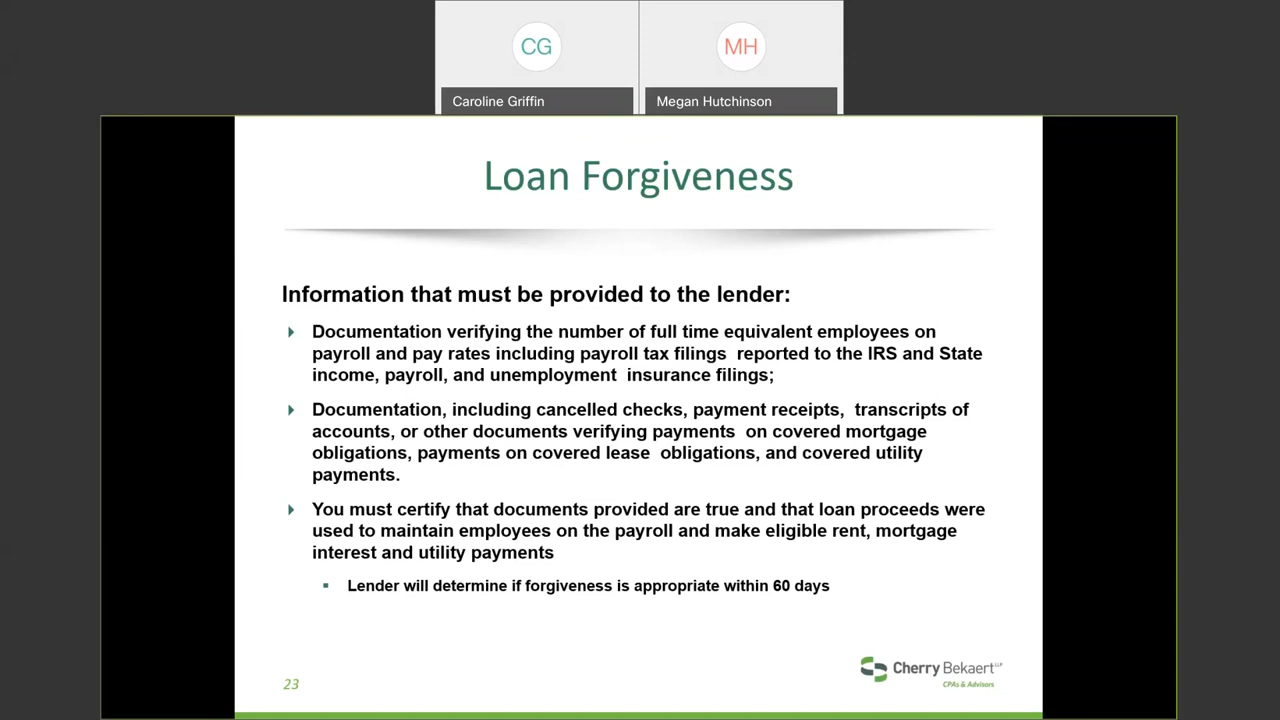 CG
MH
Caroline Griffin
Megan Hutchinson
Loan Forgiveness
Information that must be provided to the lender:
Documentation verifying the number of full time equivalent employees on
payroll and pay rates including payroll tax filings reported to the IRS and State
income, payroll, and unemployment insurance filings;
Documentation, including cancelled checks, payment receipts, transcripts of
accounts, or other documents verifying payments on covered mortgage
obligations, payments on covered lease obligations, and covered utility
payments.
You must certify that documents provided are true and that loan proceeds were
used to maintain employees on the payroll and make eligible rent, mortgage
interest and utility payments
Lender will determine if forgiveness is appropriate within 60 days
Cherry Bekaert LLP
CPAs & Advisors
23